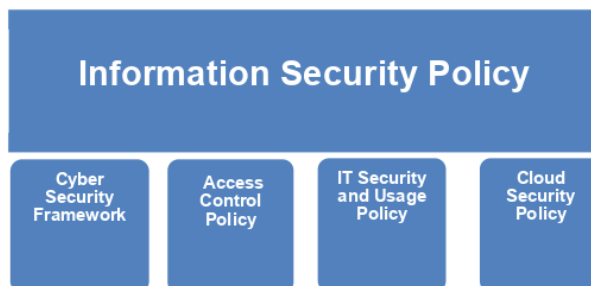 Information Security Policy
Cyber
Security
Framework
Access
Control
Policy
IT Security
and Usage
Policy
Cloud
Security
Policy